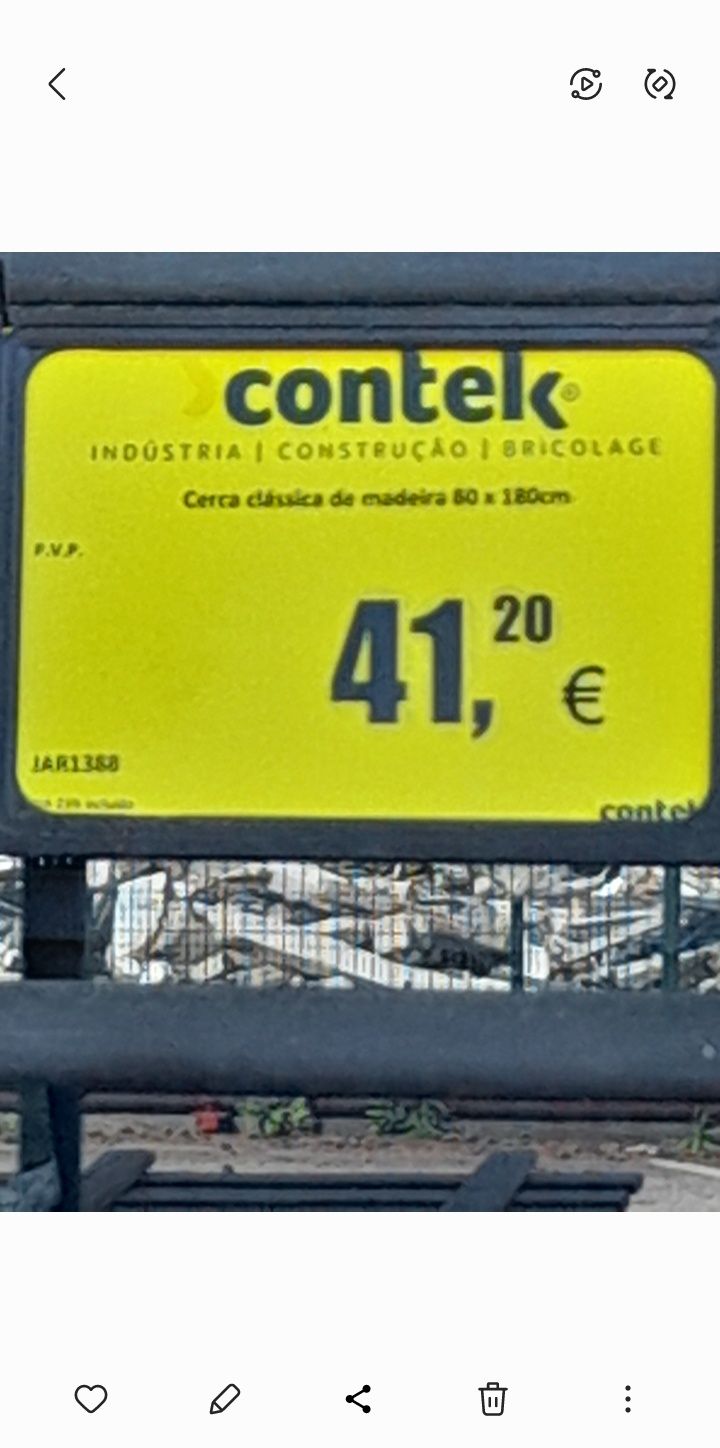 contek®
INDÚSTRIA | CONSTRUÇÃO | BRICOLAGE
Cerca clássica de madeira 80 x 180cm
P.V.P.
41,20 €
JAR1388
contek